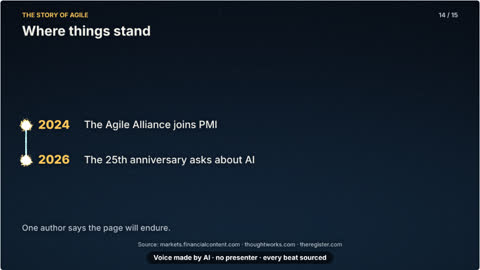 THE STORY OF AGILE
14 / 15
Where things stand
2024 The Agile Alliance joins PMI
2026 The 25th anniversary asks about AI
One author says the page will endure.
Source: markets.financialcontent.com · thoughtworks.com · theregister.com
Voice made by AI · no presenter · every beat sourced